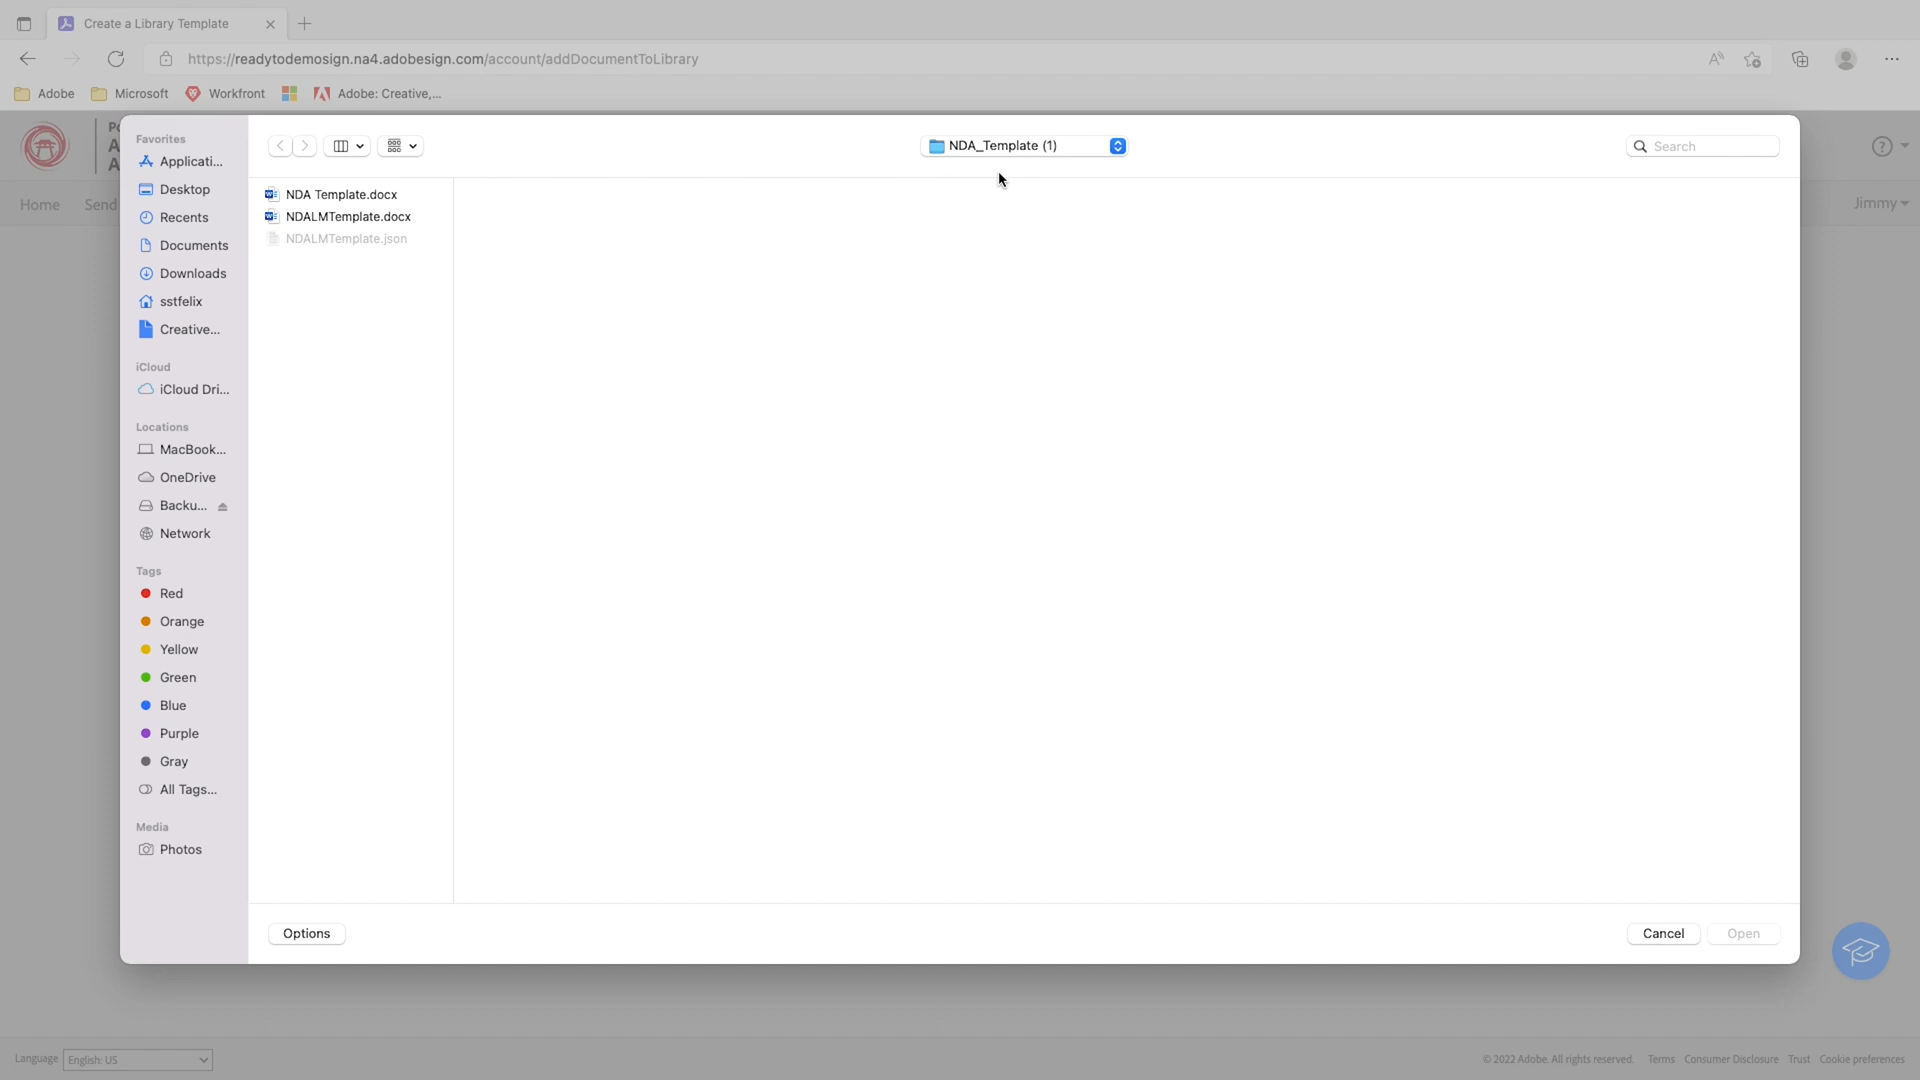 Create a Library Template
https://readytodemosign.na4.adobesign.com/account/addDocumentToLibrary
Adobe
Microsoft
Workfront
Adobe: Creative,...
Favorites
Applicati...
Desktop
Recents
Documents
Downloads
sstfelix
Creative...
iCloud
iCloud Dri...
Locations
MacBook...
OneDrive
Backu...
Network
Tags
Red
Orange
Yellow
Green
Blue
Purple
Gray
All Tags...
Media
Photos
NDA_Template (1)
Search
NDA Template.docx
NDALMTemplate.docx
NDALMTemplate.json
Options
Cancel
Open
Home
Send
Jimmy
Language
English: US
© 2022 Adobe. All rights reserved.
Terms
Consumer Disclosure
Trust
Cookie preferences